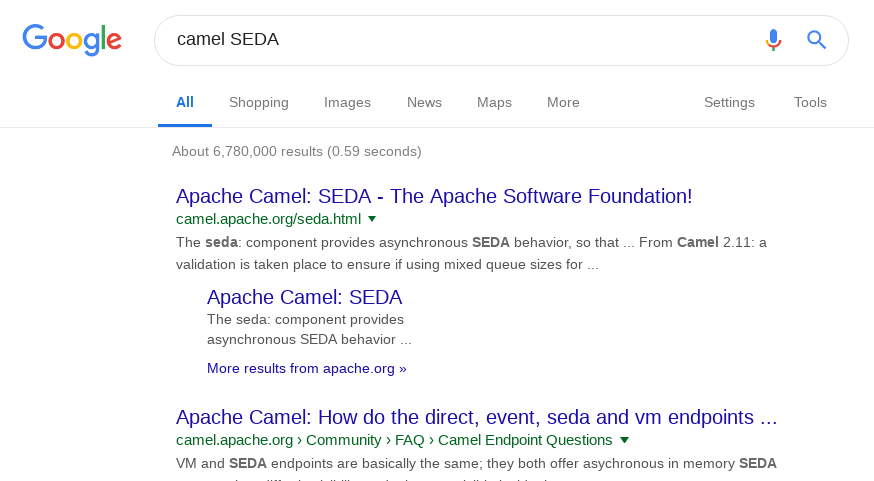 Google
camel SEDA
All Shopping Images News Maps More Settings Tools
About 6,780,000 results (0.59 seconds)
Apache Camel: SEDA - The Apache Software Foundation!
camel.apache.org/seda.html
The seda: component provides asynchronous SEDA behavior, so that ... From Camel 2.11: a
validation is taken place to ensure if using mixed queue sizes for ...
Apache Camel: SEDA
The seda: component provides
asynchronous SEDA behavior ...
More results from apache.org »
Apache Camel: How do the direct, event, seda and vm endpoints ...
camel.apache.org › Community › FAQ › Camel Endpoint Questions
VM and SEDA endpoints are basically the same; they both offer asychronous in memory SEDA